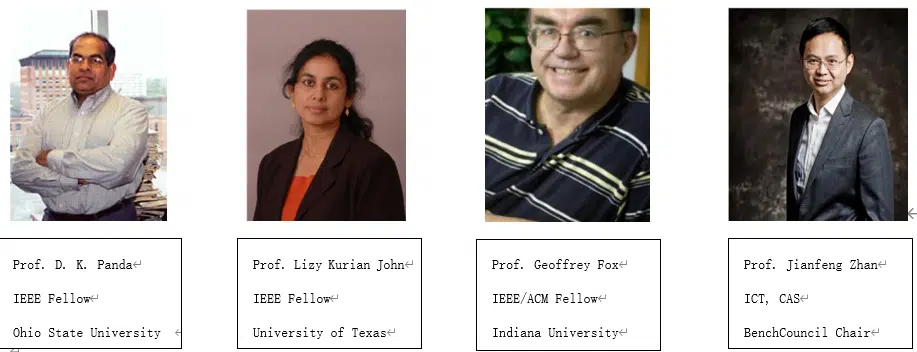 Prof. D. K. Panda
IEEE Fellow
Ohio State University
Prof. Lizy Kurian John
IEEE Fellow
University of Texas
Prof. Geoffrey Fox
IEEE/ACM Fellow
Indiana University
Prof. Jianfeng Zhan
ICT, CAS
BenchCouncil Chair